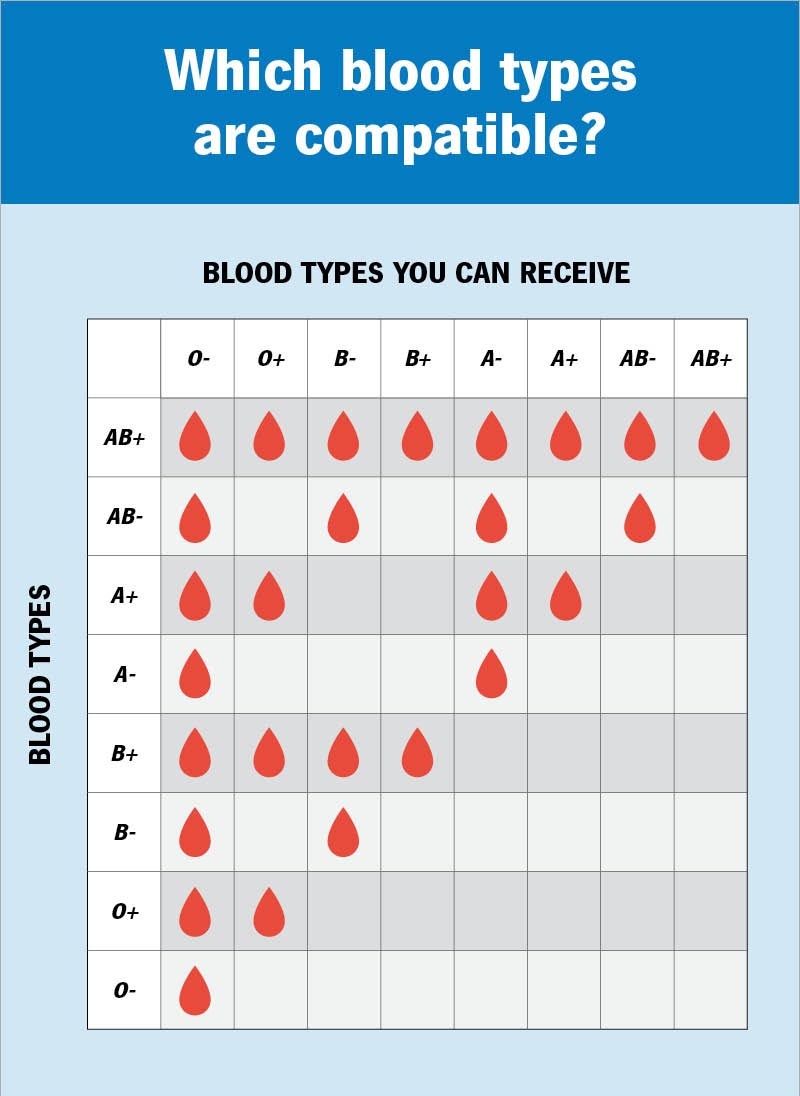 Which blood types
are compatible?
BLOOD TYPES YOU CAN RECEIVE
O- O+ B- B+ A- A+ AB- AB+
AB+
AB-
A+
A-
B+
B-
O+
O-
BLOOD TYPES